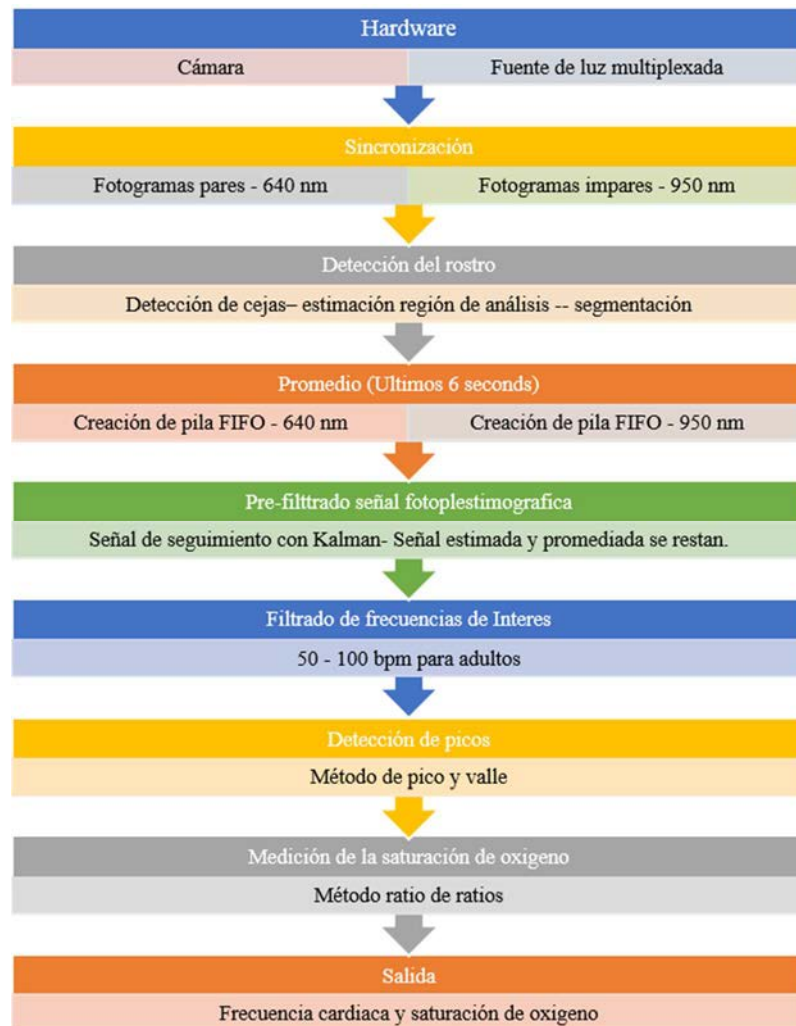 Hardware
Cámara
Fuente de luz multiplexada
Sincronización
Fotogramas pares - 640 nm
Fotogramas impares - 950 nm
Detección del rostro
Detección de cejas– estimación región de análisis -- segmentación
Promedio (Ultimos 6 seconds)
Creación de pila FIFO - 640 nm
Creación de pila FIFO - 950 nm
Pre-filttrado señal fotoplestimografica
Señal de seguimiento con Kalman- Señal estimada y promediada se restan.
Filtrado de frecuencias de Interes
50 - 100 bpm para adultos
Detección de picos
Método de pico y valle
Medición de la saturación de oxigeno
Método ratio de ratios
Salida
Frecuencia cardiaca y saturación de oxigeno